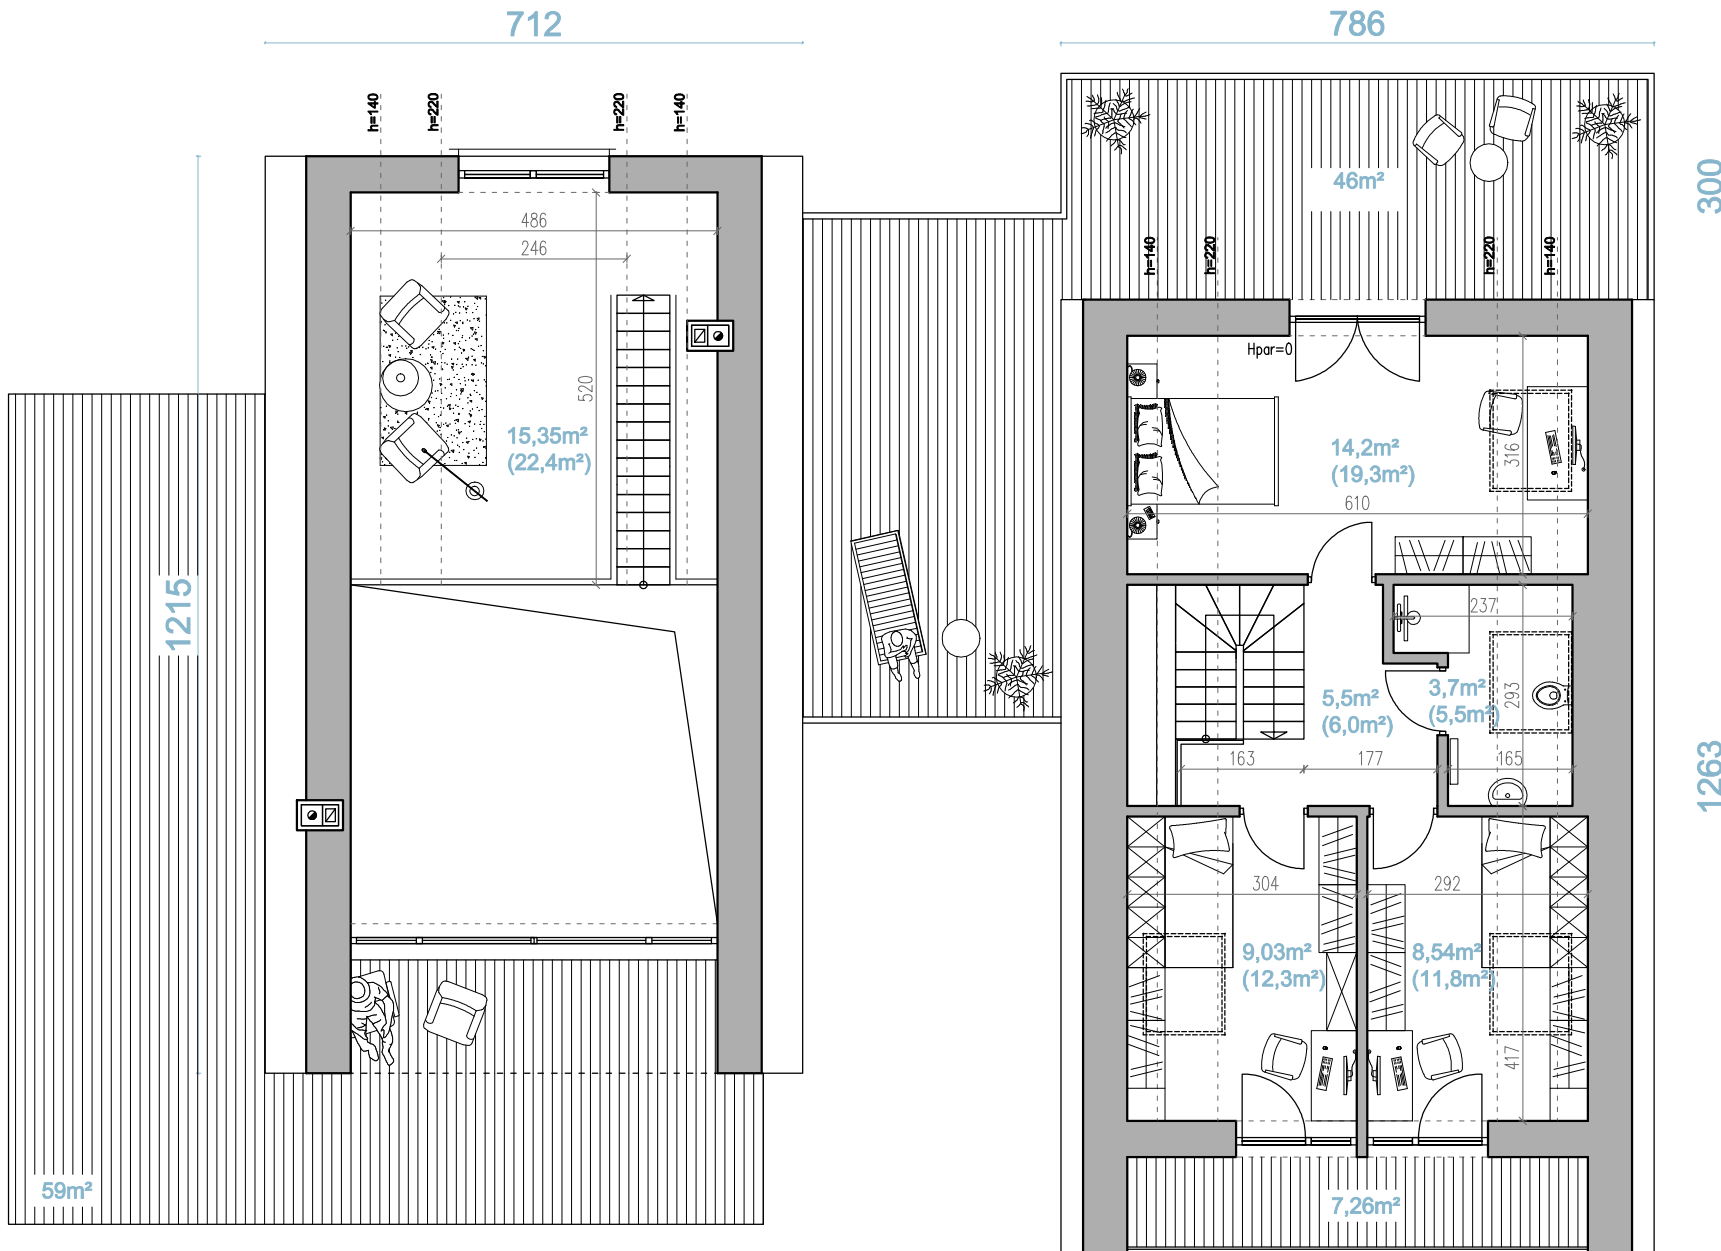 712
786
h=140
h=220
h=220
h=140
46m²
300
486
246
h=140
h=220
h=220
h=140
Hpar=0
520
15,35m²
(22,4m²)
14,2m²
(19,3m²)
316
610
1215
237
5,5m²
(6,0m²)
3,7m²
(5,5m²)
293
163
177
165
1263
304
292
9,03m²
(12,3m²)
8,54m²
(11,8m²)
417
59m²
7,26m²